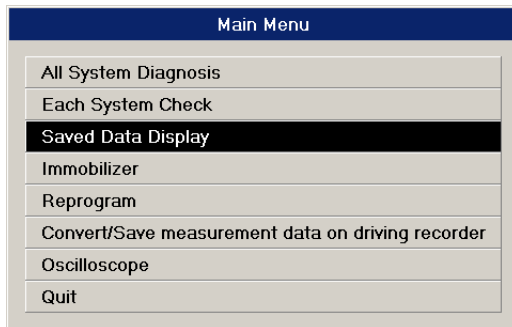 Main Menu
All System Diagnosis
Each System Check
Saved Data Display
Immobilizer
Reprogram
Convert/Save measurement data on driving recorder
Oscilloscope
Quit